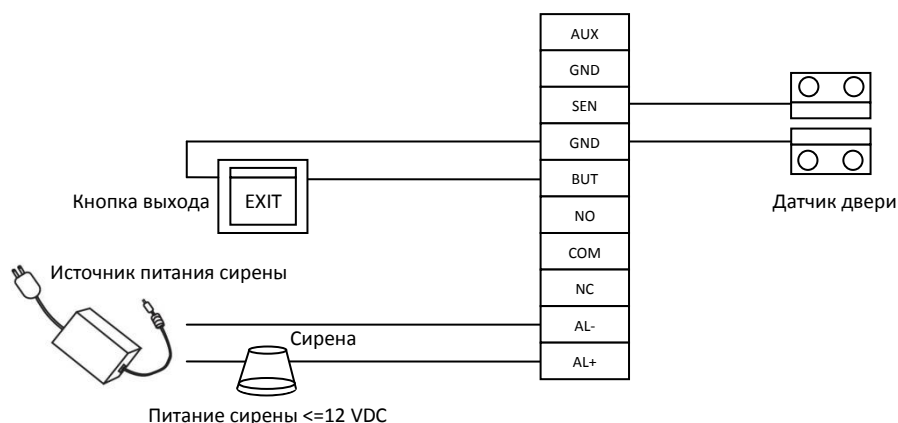 AUX
GND
SEN
GND
BUT
NO
COM
NC
AL-
AL+
Кнопка выхода
EXIT
Датчик двери
Источник питания сирены
Сирена
Питание сирены <=12 VDC